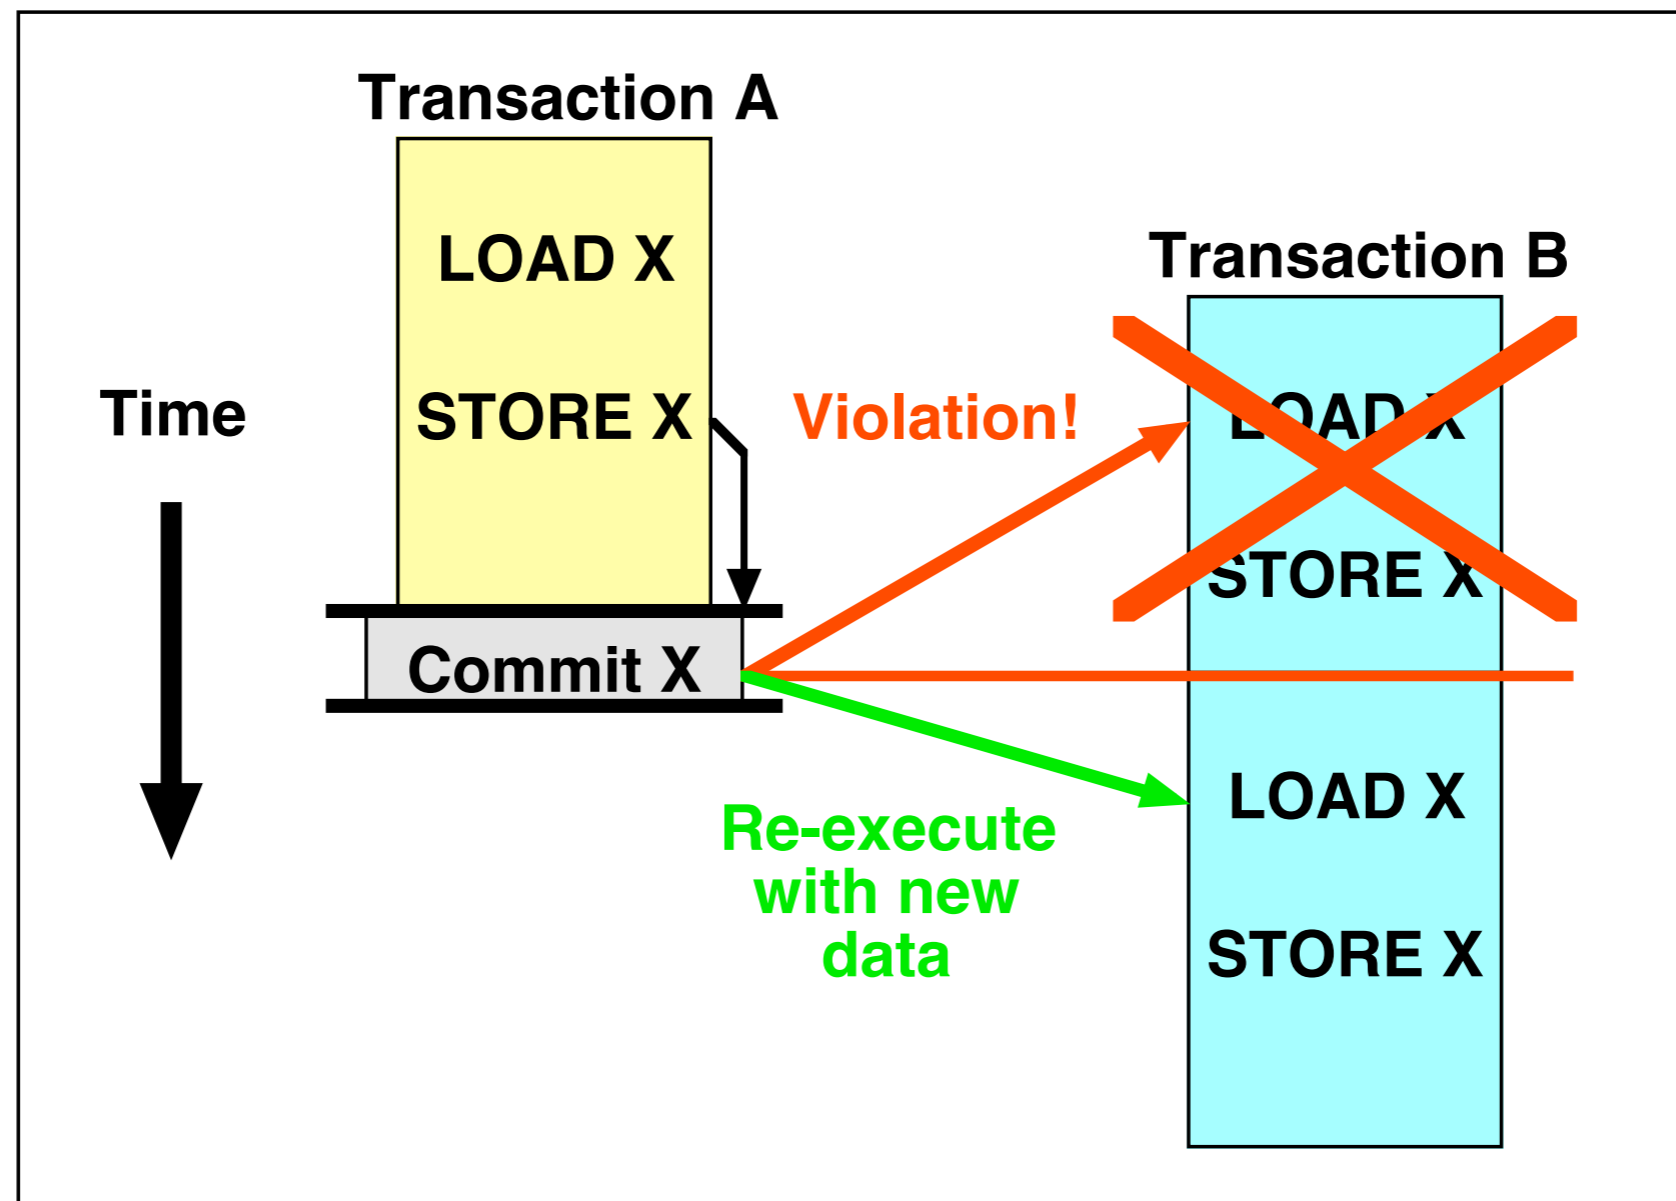 Transaction A
LOAD X
STORE X
Commit X
Time
Violation!
Re-execute
with new
data
Transaction B
LOAD X
STORE X
LOAD X
STORE X